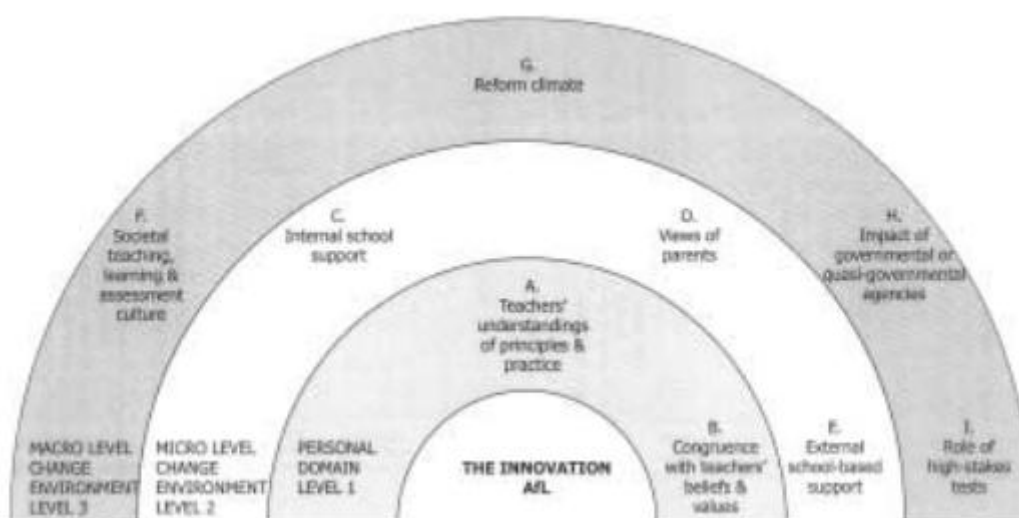 G.
Reform climate
F.
Societal
teaching,
learning &
assessment
culture
C.
Internal school
support
D.
Views of
parents
H.
Impact of
governmental or
quasi-governmental
agencies
A.
Teachers'
understandings
of principles &
practice
MACRO LEVEL
CHANGE
ENVIRONMENT
LEVEL 3
MICRO LEVEL
CHANGE
ENVIRONMENT
LEVEL 2
PERSONAL
DOMAIN
LEVEL 1
THE INNOVATION
AfL
B.
Congruence
with teachers'
beliefs &
values
E.
External
school-based
support
I.
Role of
high-stakes
tests